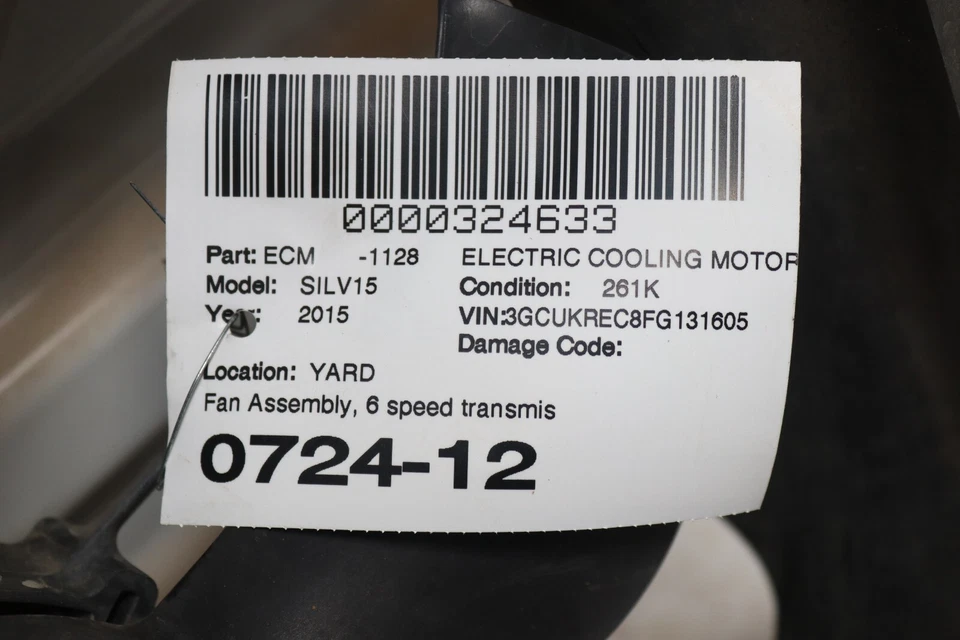 0000324633
Part: ECM -1128 ELECTRIC COOLING MOTOR
Model: SILV15 Condition: 261K
Year: 2015 VIN:3GCUKREC8FG131605
Damage Code:
Location: YARD
Fan Assembly, 6 speed transmis
0724-12